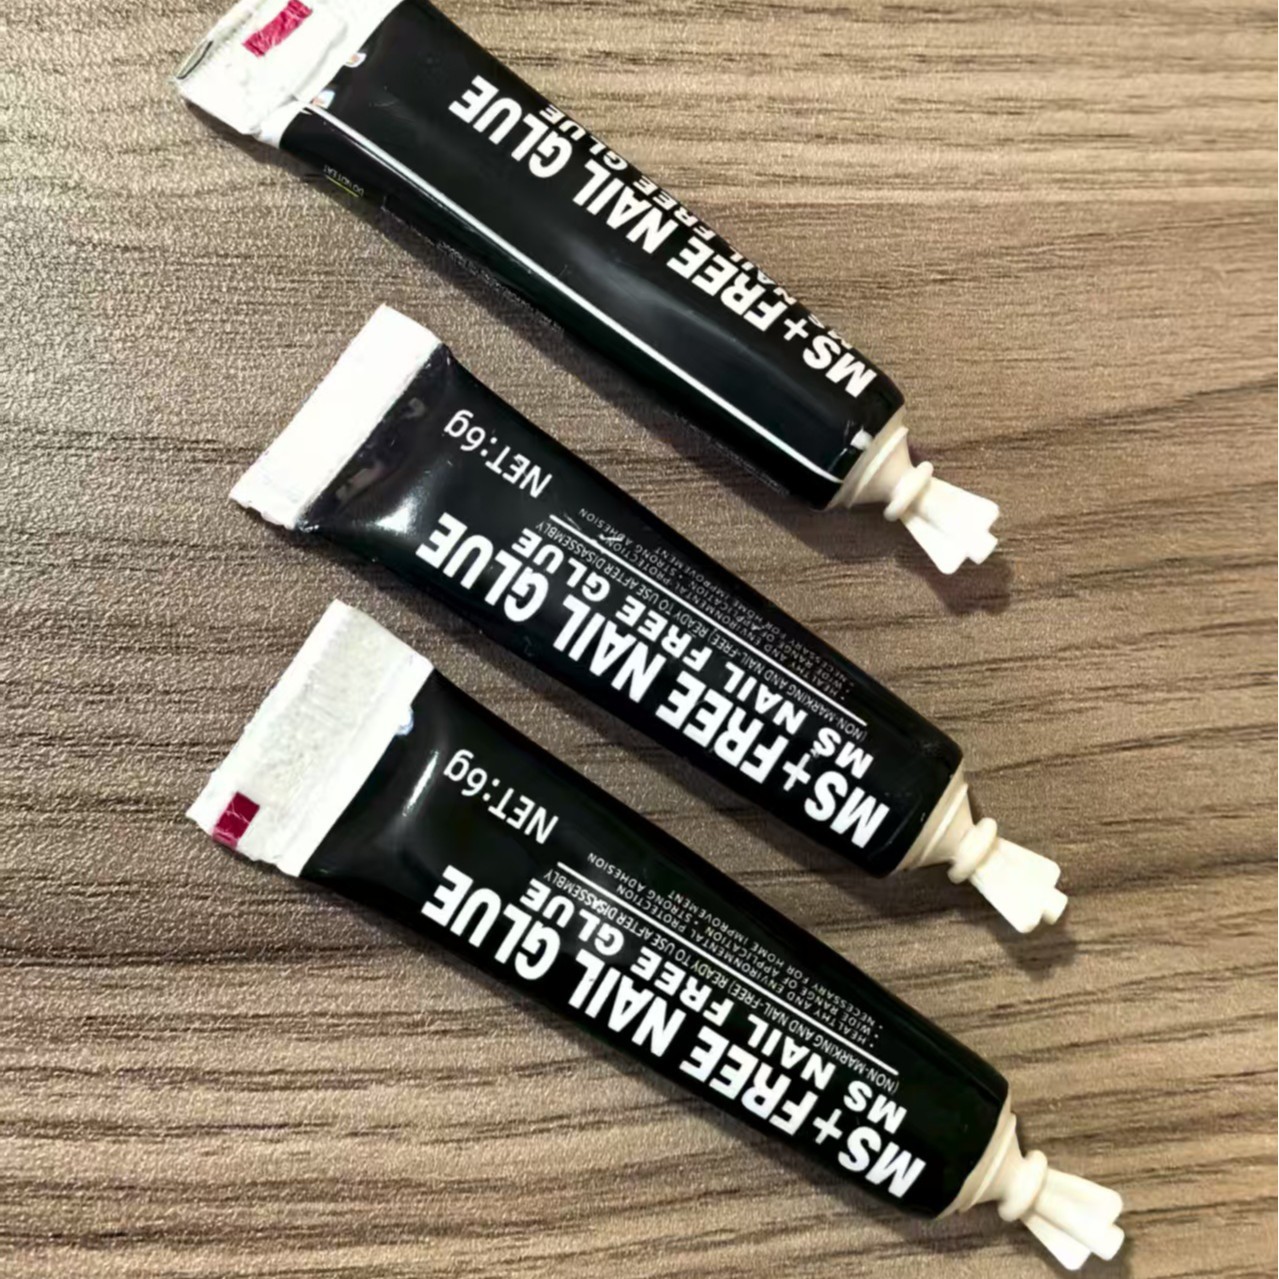 MS+FREE NAIL GLUE
MS NAIL FREE GLUE
DO NOT EAT
MS+FREE NAIL GLUE
MS NAIL FREE GLUE
(NON-MARKING AND NAIL-FREE) READY TO USE AFTER DISASSEMBLY
· HEALTHY AND ENVIRONMENTAL PROTECTION · STRONG ADHESION
· WIDE RANGE OF APPLICATION
· NECESSARY FOR HOME IMPROVEMENT
NET:6g
MS+FREE NAIL GLUE
MS NAIL FREE GLUE
(NON-MARKING AND NAIL-FREE) READY TO USE AFTER DISASSEMBLY
· HEALTHY AND ENVIRONMENTAL PROTECTION
· WIDE RANGE OF APPLICATION · STRONG ADHESION
· NECESSARY FOR HOME IMPROVEMENT
NET:6g